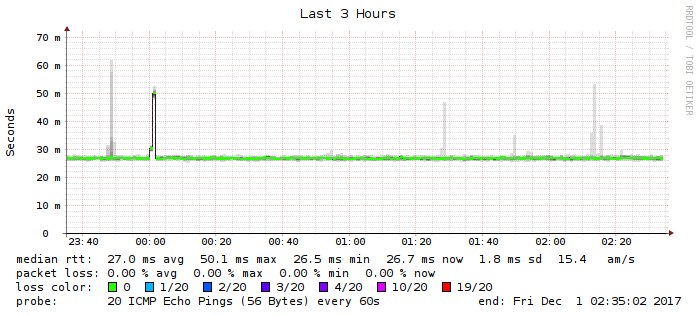 Last 3 Hours
RRDTOOL / TOBI OETIKER
Seconds
70 m
60 m
50 m
40 m
30 m
20 m
10 m
0
23:40 00:00 00:20 00:40 01:00 01:20 01:40 02:00 02:20
median rtt: 27.0 ms avg 50.1 ms max 26.5 ms min 26.7 ms now 1.8 ms sd 15.4 am/s
packet loss: 0.00 % avg 0.00 % max 0.00 % min 0.00 % now
loss color: 0 1/20 2/20 3/20 4/20 10/20 19/20
probe: 20 ICMP Echo Pings (56 Bytes) every 60s end: Fri Dec 1 02:35:02 2017